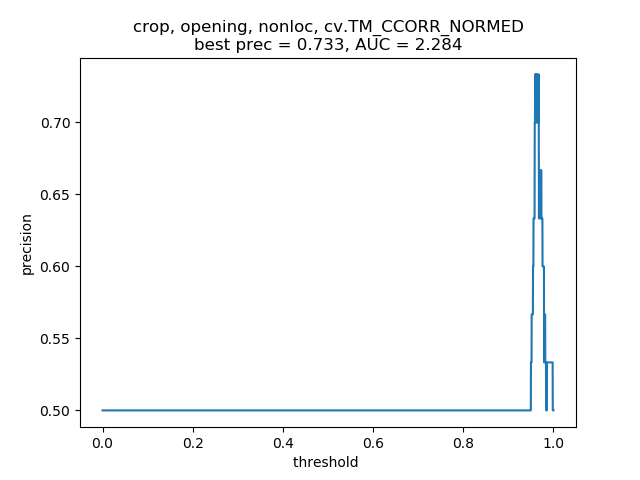 crop, opening, nonloc, cv.TM_CCORR_NORMED
best prec = 0.733, AUC = 2.284
precision
0.70
0.65
0.60
0.55
0.50
0.0 0.2 0.4 0.6 0.8 1.0
threshold